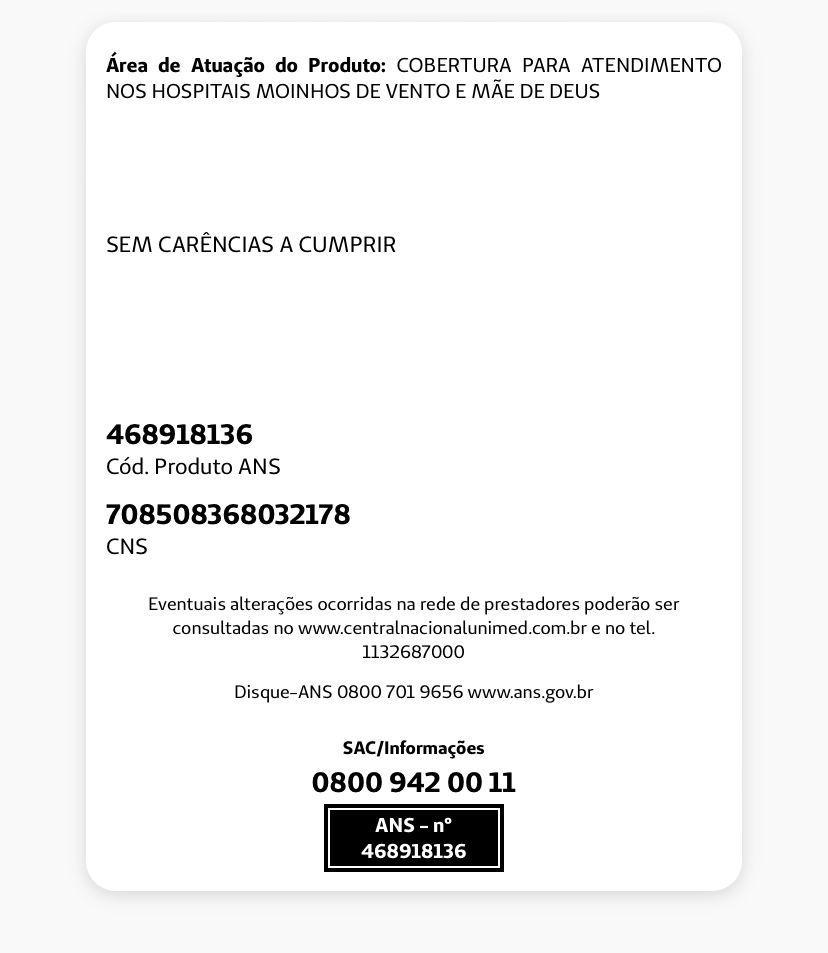 Área de Atuação do Produto: COBERTURA PARA ATENDIMENTO
NOS HOSPITAIS MOINHOS DE VENTO E MÃE DE DEUS
SEM CARÊNCIAS A CUMPRIR
468918136
Cód. Produto ANS
708508368032178
CNS
Eventuais alterações ocorridas na rede de prestadores poderão ser
consultadas no www.centralnacionalunimed.com.br e no tel.
1132687000
Disque-ANS 0800 701 9656 www.ans.gov.br
SAC/Informações
0800 942 00 11
ANS - nº
468918136